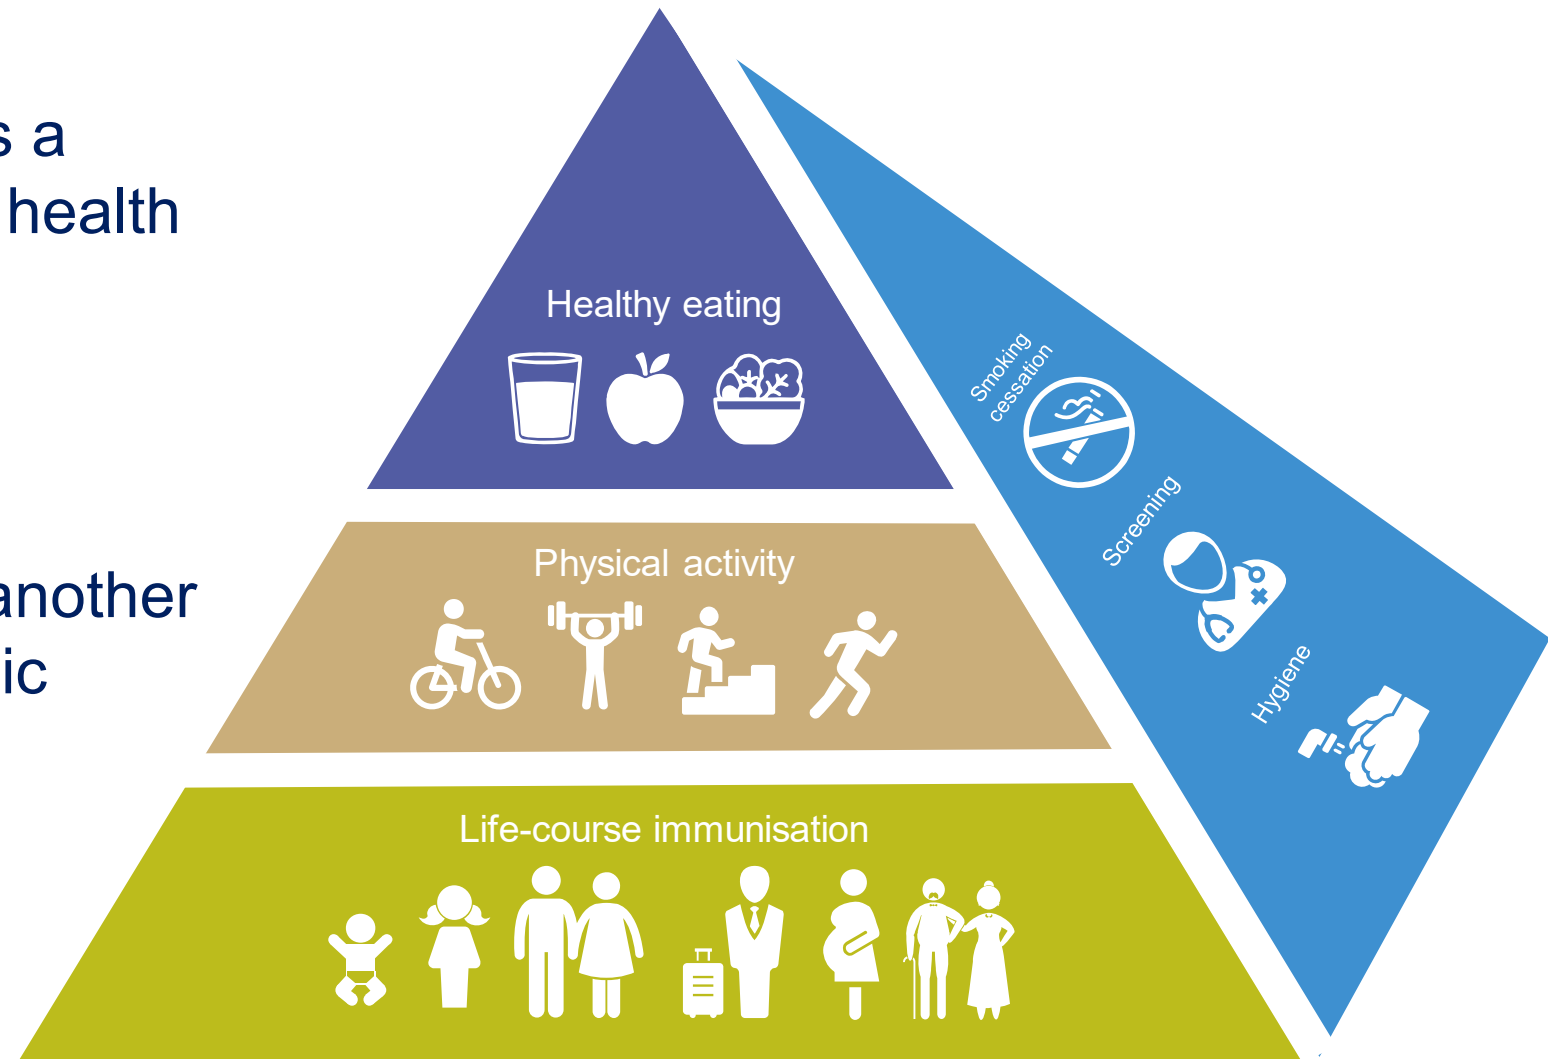 s a
health
another
ic
Healthy eating
Physical activity
Life-course immunisation
Smoking
cessation
Screening
Hygiene